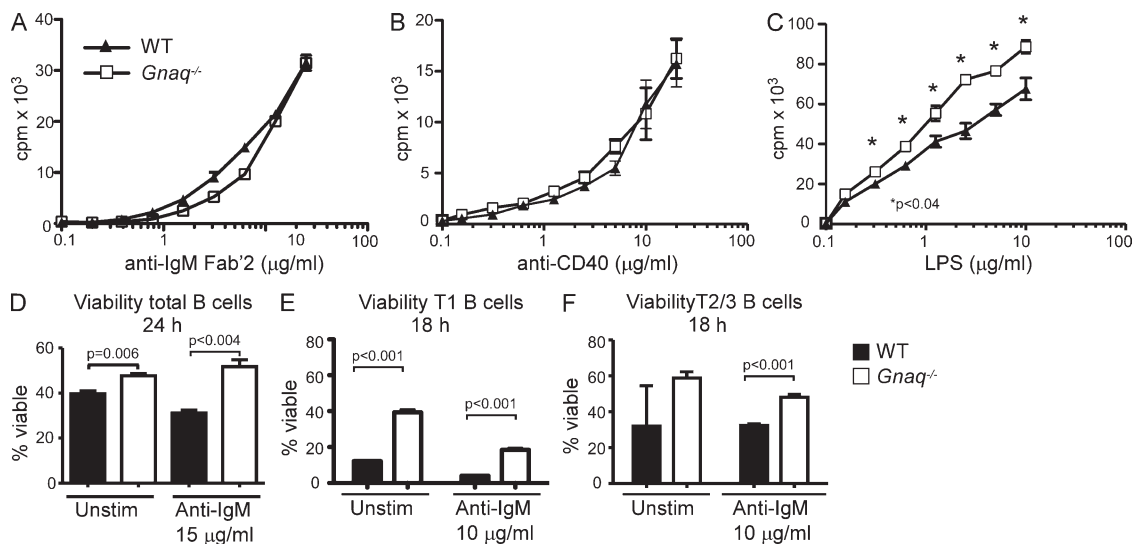 A
40
30
20
10
0
cpm x 10³
0.1
1
10
100
anti-IgM Fab'2 (μg/ml)
WT
Gnaq-/-
B
20
15
10
5
0
cpm x 10³
0.1
1
10
100
anti-CD40 (μg/ml)
C
100
80
60
40
20
0
cpm x 10³
* * * * * * *
*p<0.04
0.1
1
10
100
LPS (μg/ml)
D
Viability total B cells
24 h
60
40
20
0
% viable
p=0.006
p<0.004
Unstim
Anti-IgM
15 μg/ml
E
Viability T1 B cells
18 h
80
60
40
20
0
% viable
p<0.001
p<0.001
Unstim
Anti-IgM
10 μg/ml
F
ViabilityT2/3 B cells
18 h
80
60
40
20
0
% viable
p<0.001
Unstim
Anti-IgM
10 μg/ml
WT
Gnaq-/-